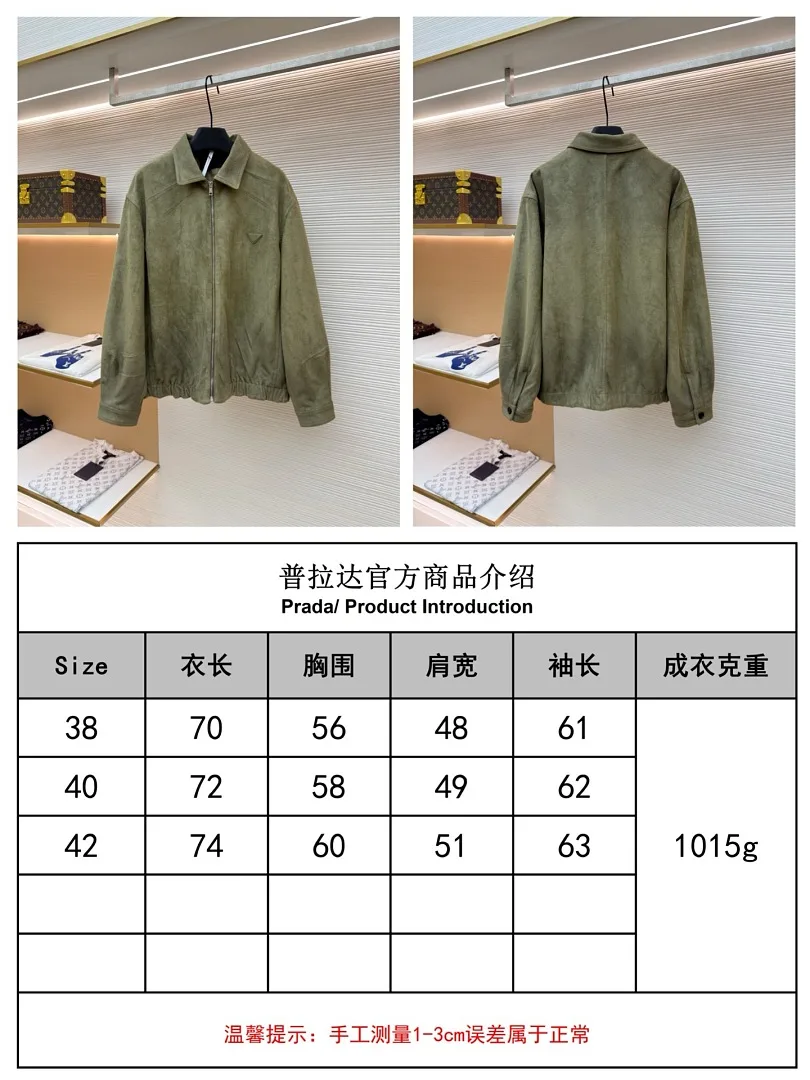 普拉达官方商品介绍
Prada/ Product Introduction
Size 衣长 胸围 肩宽 袖长 成衣克重
38 70 56 48 61
40 72 58 49 62
42 74 60 51 63
1015g
温馨提示：手工测量1-3cm误差属于正常